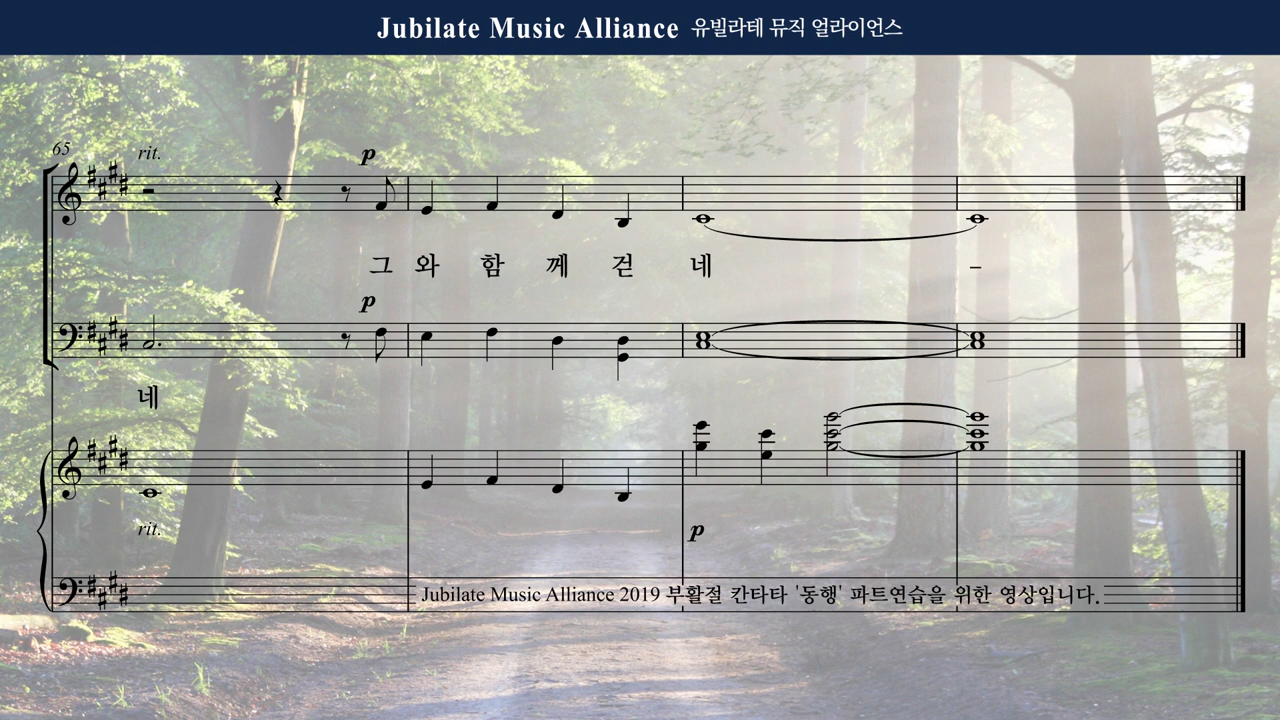 Jubilate Music Alliance 유빌라테 뮤직 얼라이언스
65 rit. p
그 와 함 께 걷 네 –
p
네
rit. p
Jubilate Music Alliance 2019 부활절 칸타타 '동행' 파트연습을 위한 영상입니다.